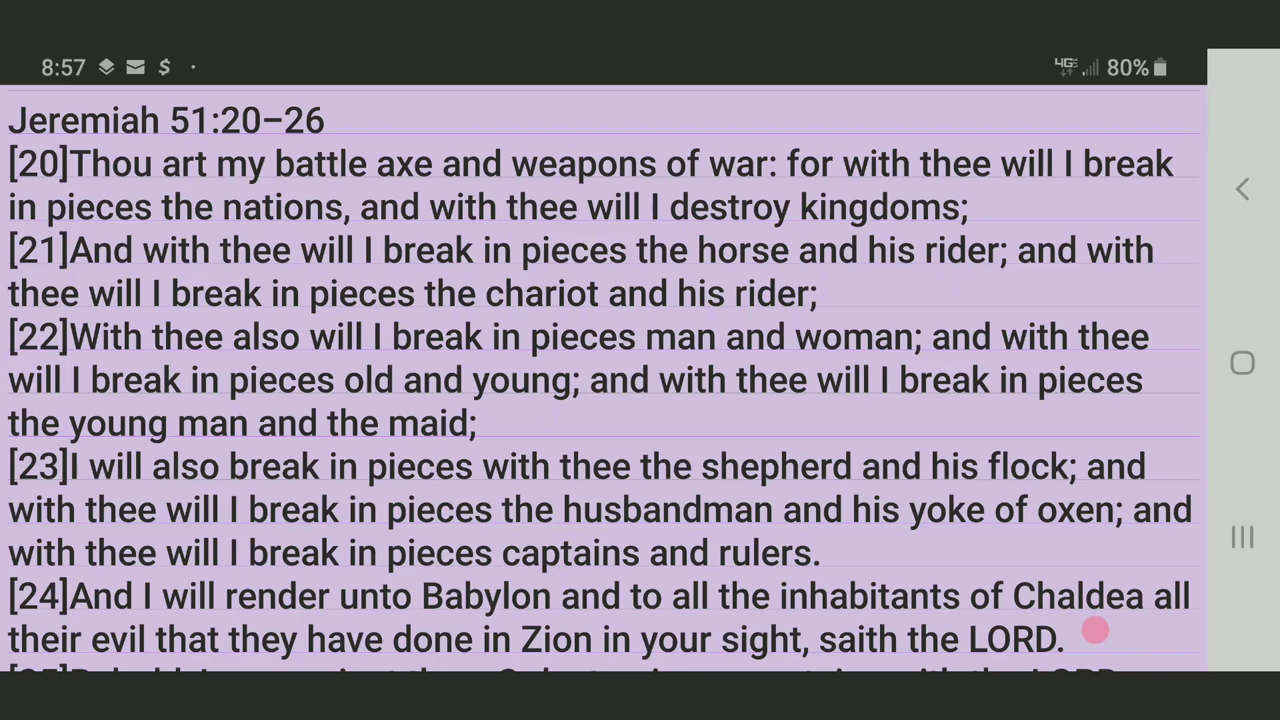 8:57 $ 4G 80%
Jeremiah 51:20–26
[20]Thou art my battle axe and weapons of war: for with thee will I break
in pieces the nations, and with thee will I destroy kingdoms;
[21]And with thee will I break in pieces the horse and his rider; and with
thee will I break in pieces the chariot and his rider;
[22]With thee also will I break in pieces man and woman; and with thee
will I break in pieces old and young; and with thee will I break in pieces
the young man and the maid;
[23]I will also break in pieces with thee the shepherd and his flock; and
with thee will I break in pieces the husbandman and his yoke of oxen; and
with thee will I break in pieces captains and rulers.
[24]And I will render unto Babylon and to all the inhabitants of Chaldea all
their evil that they have done in Zion in your sight, saith the LORD.